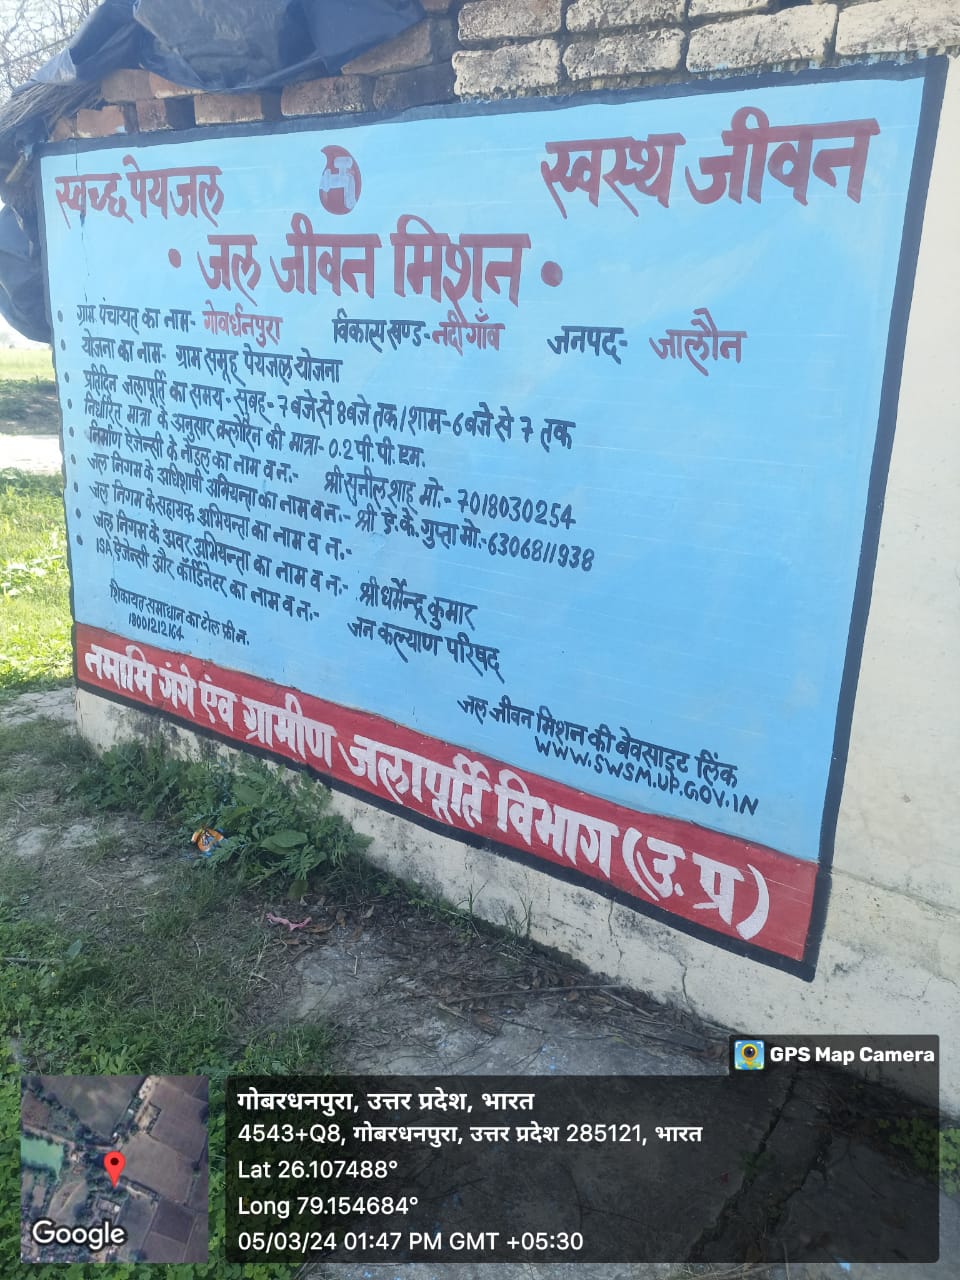 स्वच्छ पेयजल
स्वस्थ जीवन
• जल जीवन मिशन •
• ग्राम पंचायत का नाम- गोवर्धनपुरा विकास खण्ड- नदीगाँव जनपद- जालौन
• योजना का नाम- ग्राम समूह पेयजल योजना
• प्रतिदिन जलापूर्ति का समय- सुबह- 7 बजे से 8 बजे तक/शाम-6 बजे से 7 तक
• निर्धारित मात्रा के अनुसार क्लोरिन की मात्रा- 0.2 पी.पी.एम.
• निर्माण ऐजेन्सी के नोडल का नाम व न.- श्री सुनील शाह मो.- 7018030254
• जल निगम के अधिशाषी अभियन्ता का नाम व न.- श्री डी.के. गुप्ता मो.-6306811938
• जल निगम के सहायक अभियन्ता का नाम व न.-
• जल निगम के अवर अभियन्ता का नाम व न.- श्री धर्मेन्द्र कुमार
• ISA ऐजेन्सी और कॉर्डिनेटर का नाम व न.- जन कल्याण परिषद्
शिकायत समाधान का टोल फ्री न.
18001212164
जल जीवन मिशन की बेवसाइट लिंक
WWW.SWSM.UP.GOV.IN
नमामि गंगे एंव ग्रामीण जलापूर्ति विभाग (उ.प्र)
GPS Map Camera
गोबरधनपुरा, उत्तर प्रदेश, भारत
4543+Q8, गोबरधनपुरा, उत्तर प्रदेश 285121, भारत
Lat 26.107488°
Long 79.154684°
05/03/24 01:47 PM GMT +05:30
Google